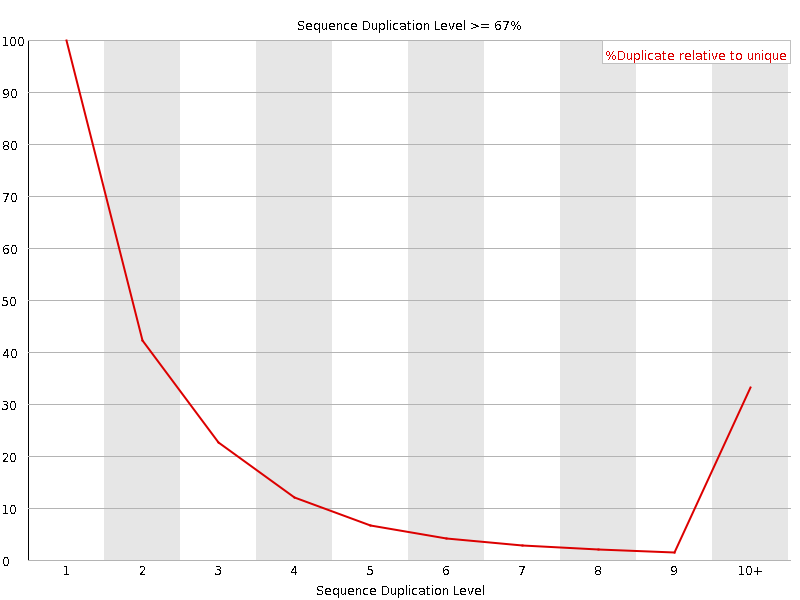 Sequence Duplication Level >= 67%
%Duplicate relative to unique
100
90
80
70
60
50
40
30
20
10
0
1 2 3 4 5 6 7 8 9 10+
Sequence Duplication Level